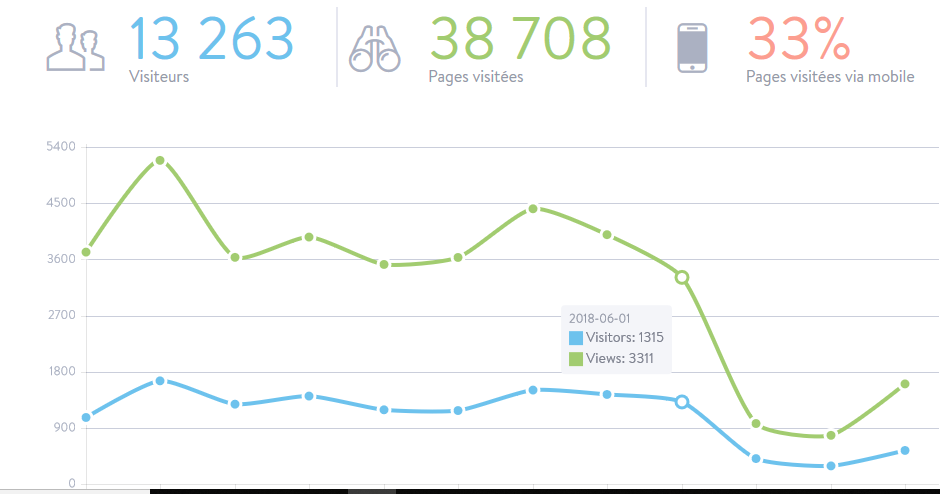 13 263
Visiteurs
38 708
Pages visitées
33%
Pages visitées via mobile
5400
4500
3600
2700
1800
900
0
2018-06-01
Visitors: 1315
Views: 3311